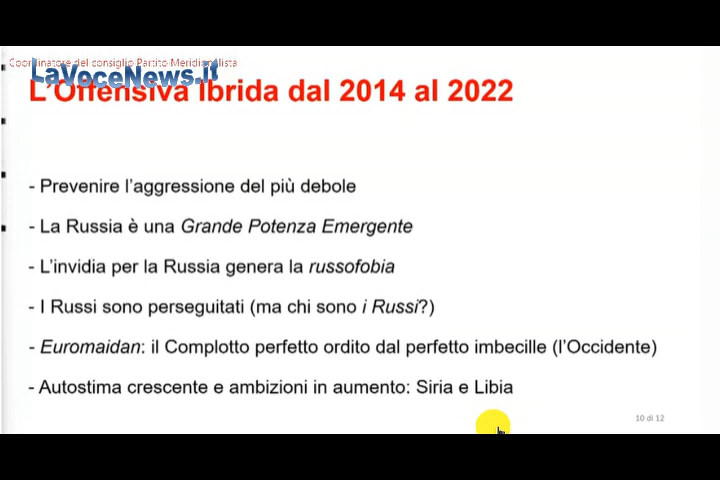 Coordinatore del consiglio Partito Meridionalista
LaVoceNews.it
L'Offensiva Ibrida dal 2014 al 2022
- Prevenire l'aggressione del più debole
- La Russia è una Grande Potenza Emergente
- L'invidia per la Russia genera la russofobia
- I Russi sono perseguitati (ma chi sono i Russi?)
- Euromaidan: il Complotto perfetto ordito dal perfetto imbecille (l'Occidente)
- Autostima crescente e ambizioni in aumento: Siria e Libia
10 di 12